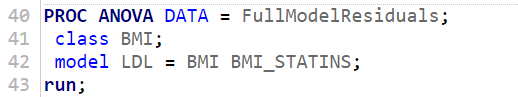 40 PROC ANOVA DATA = FullModelResiduals;
41 class BMI;
42 model LDL = BMI BMI_STATINS;
43 run;